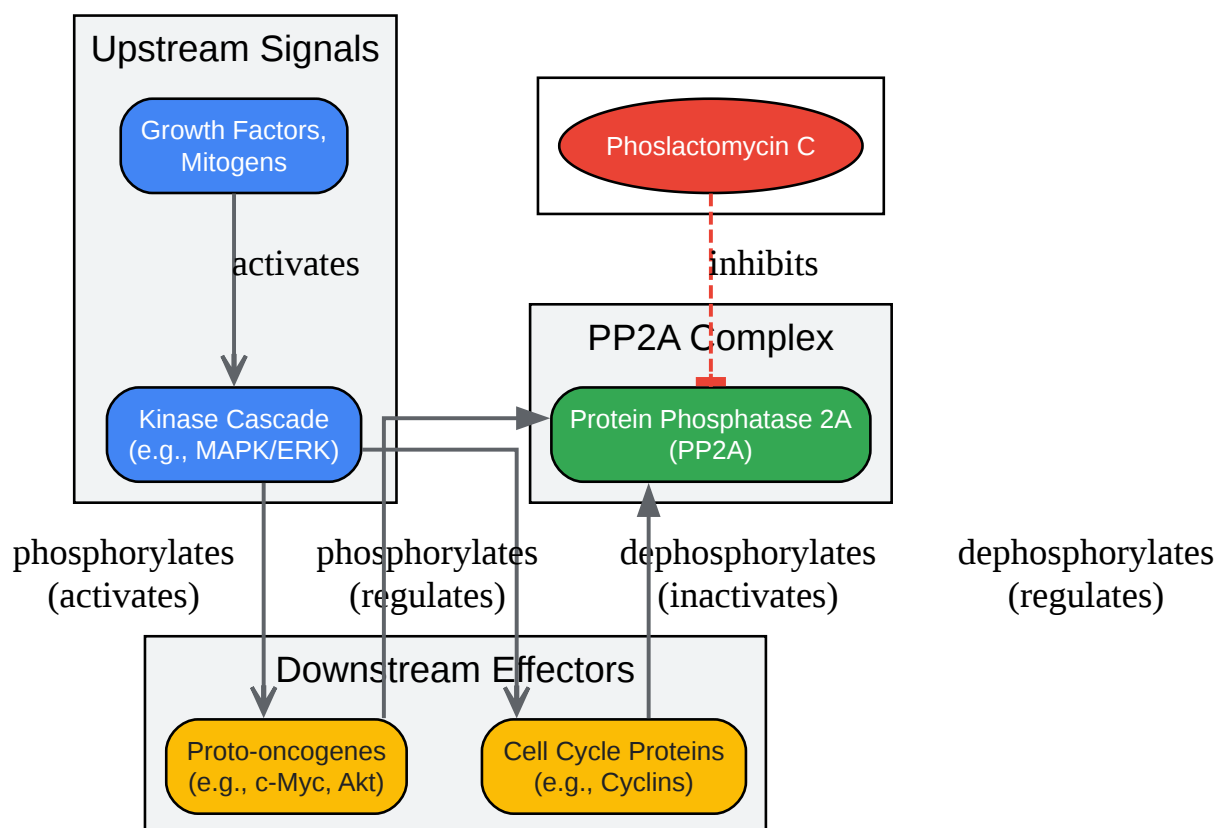 Upstream Signals
Growth Factors,
Mitogens
Phoslactomycin C
activates
inhibits
PP2A Complex
Kinase Cascade
(e.g., MAPK/ERK)
Protein Phosphatase 2A
(PP2A)
phosphorylates
(activates)
phosphorylates
(regulates)
dephosphorylates
(inactivates)
dephosphorylates
(regulates)
Downstream Effectors
Proto-oncogenes
(e.g., c-Myc, Akt)
Cell Cycle Proteins
(e.g., Cyclins)